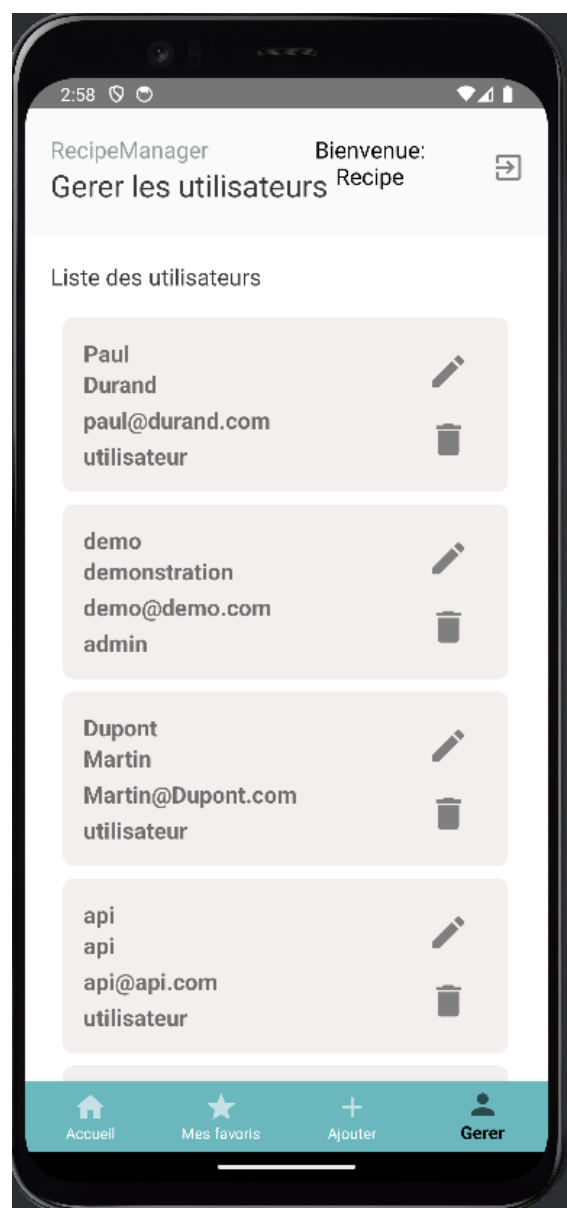 2:58
RecipeManager
Bienvenue:
Gerer les utilisateurs
Recipe
Liste des utilisateurs
Paul
Durand
paul@durand.com
utilisateur
demo
demonstration
demo@demo.com
admin
Dupont
Martin
Martin@Dupont.com
utilisateur
api
api
api@api.com
utilisateur
Accueil
Mes favoris
Ajouter
Gerer